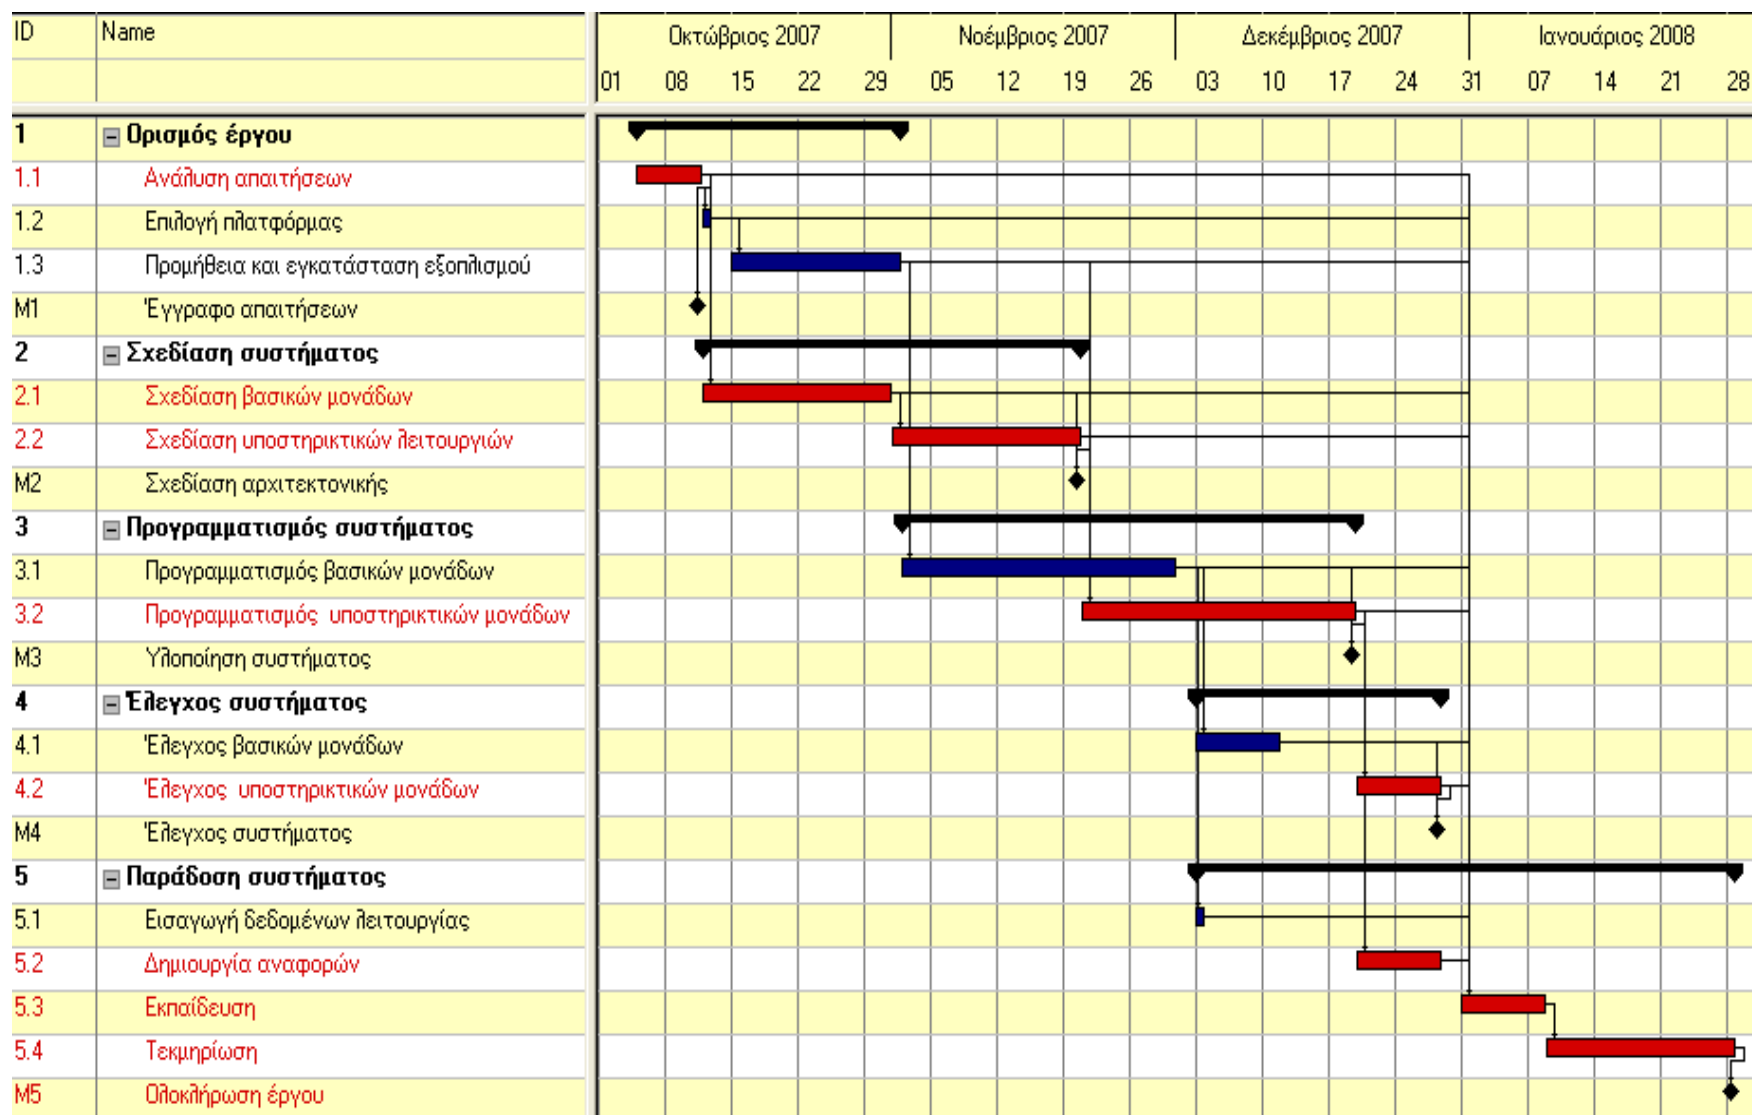 ID Name Οκτώβριος 2007 Νοέμβριος 2007 Δεκέμβριος 2007 Ιανουάριος 2008
01 08 15 22 29 05 12 19 26 03 10 17 24 31 07 14 21 28
1 Ορισμός έργου
1.1 Ανάλυση απαιτήσεων
1.2 Επιλογή πλατφόρμας
1.3 Προμήθεια και εγκατάσταση εξοπλισμού
M1 Έγγραφο απαιτήσεων
2 Σχεδίαση συστήματος
2.1 Σχεδίαση βασικών μονάδων
2.2 Σχεδίαση υποστηρικτικών λειτουργιών
M2 Σχεδίαση αρχιτεκτονικής
3 Προγραμματισμός συστήματος
3.1 Προγραμματισμός βασικών μονάδων
3.2 Προγραμματισμός υποστηρικτικών μονάδων
M3 Υλοποίηση συστήματος
4 Έλεγχος συστήματος
4.1 Έλεγχος βασικών μονάδων
4.2 Έλεγχος υποστηρικτικών μονάδων
M4 Έλεγχος συστήματος
5 Παράδοση συστήματος
5.1 Εισαγωγή δεδομένων λειτουργίας
5.2 Δημιουργία αναφορών
5.3 Εκπαίδευση
5.4 Τεκμηρίωση
M5 Ολοκλήρωση έργου